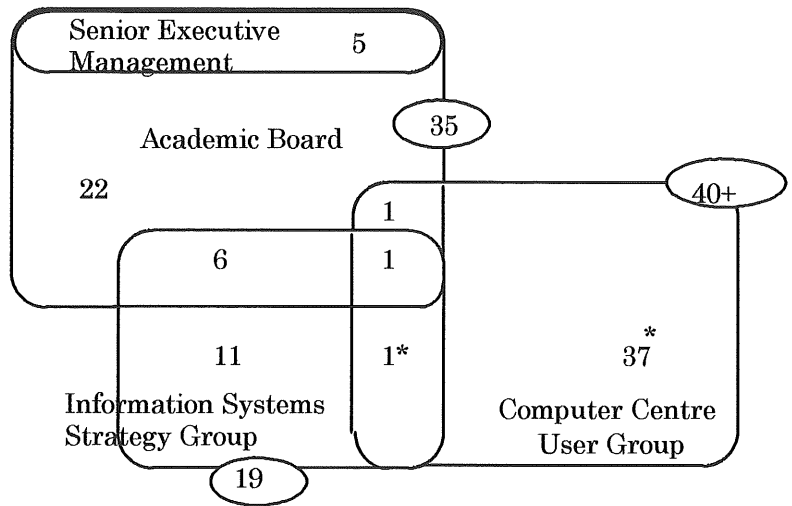 Senior Executive
Management
5
Academic Board
35
22
40+
1
6
1
11
1*
*
37
Information Systems
Strategy Group
Computer Centre
User Group
19